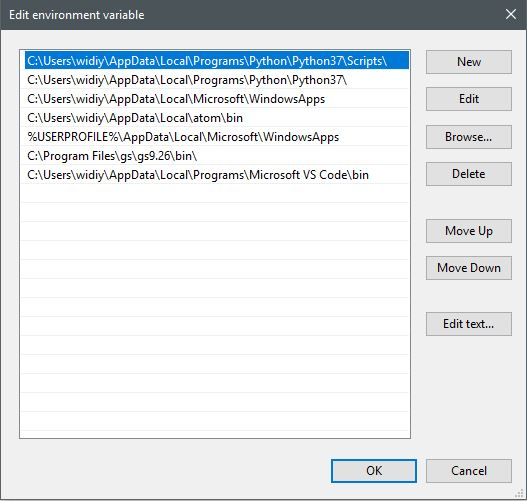 Edit environment variable
C:\Users\widiy\AppData\Local\Programs\Python\Python37\Scripts\
C:\Users\widiy\AppData\Local\Programs\Python\Python37\
C:\Users\widiy\AppData\Local\Microsoft\WindowsApps
C:\Users\widiy\AppData\Local\atom\bin
%USERPROFILE%\AppData\Local\Microsoft\WindowsApps
C:\Program Files\gs\gs9.26\bin\
C:\Users\widiy\AppData\Local\Programs\Microsoft VS Code\bin
New
Edit
Browse...
Delete
Move Up
Move Down
Edit text...
OK
Cancel